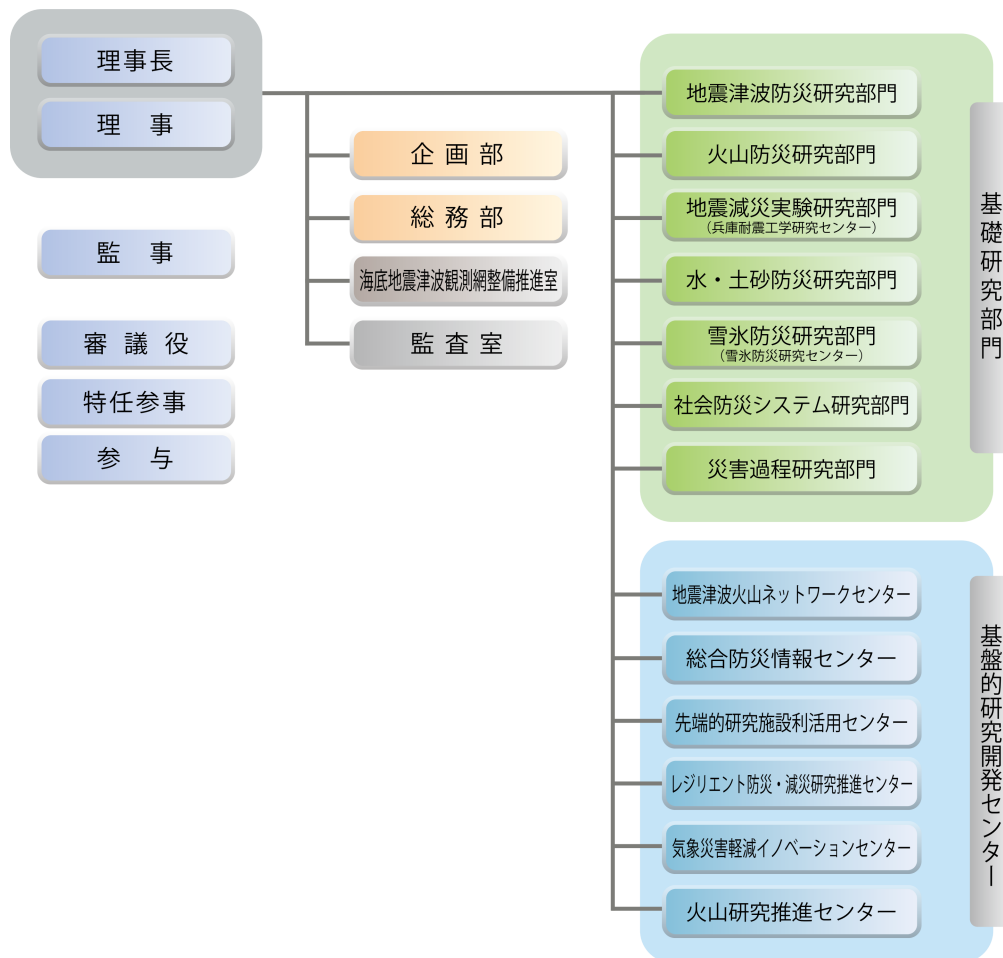 理事長
理 事
監 事
審 議 役
特任参事
参 与
企 画 部
総 務 部
海底地震津波観測網整備推進室
監 査 室
地震津波防災研究部門
火山防災研究部門
地震減災実験研究部門
（兵庫耐震工学研究センター）
水・土砂防災研究部門
雪氷防災研究部門
（雪氷防災研究センター）
社会防災システム研究部門
災害過程研究部門
基礎研究部門
地震津波火山ネットワークセンター
総合防災情報センター
先端的研究施設利活用センター
レジリエント防災・減災研究推進センター
気象災害軽減イノベーションセンター
火山研究推進センター
基盤的研究開発センター